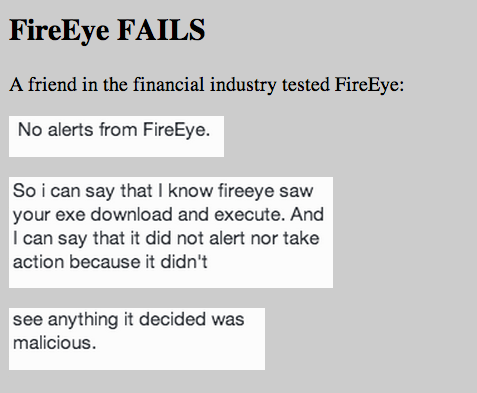 FireEye FAILS
A friend in the financial industry tested FireEye:
No alerts from FireEye.
So i can say that I know fireeye saw
your exe download and execute. And
I can say that it did not alert nor take
action because it didn't
see anything it decided was
malicious.